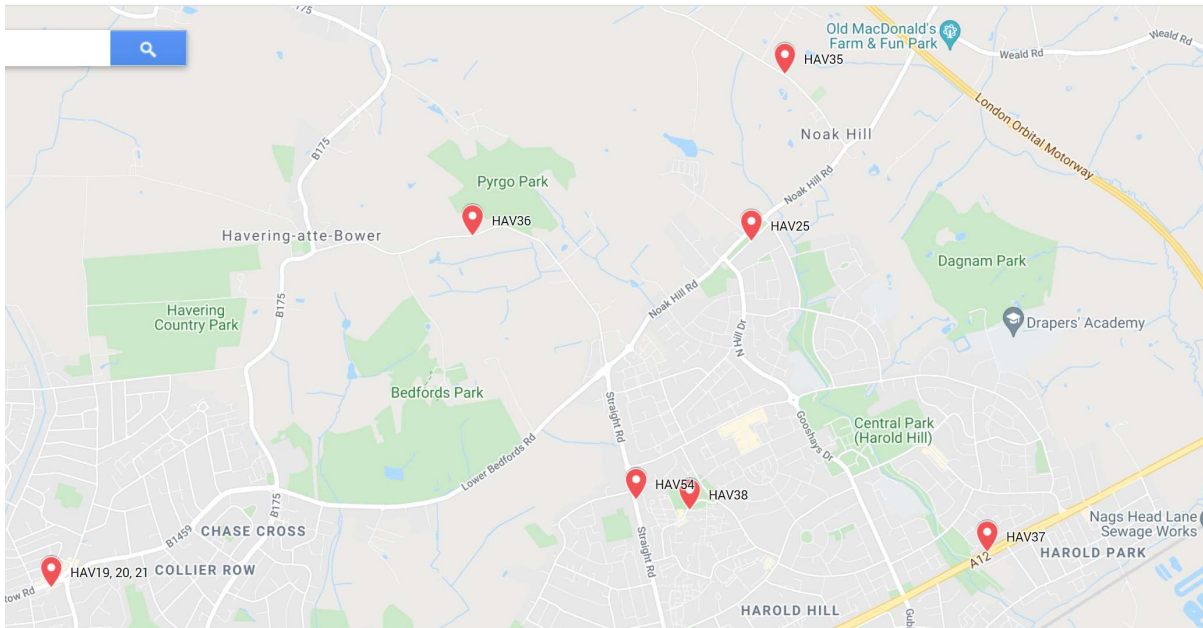 Old MacDonald's
Farm & Fun Park
Weald Rd
Weald Rd
HAV35
London Orbital Motorway
Noak Hill
B175
Pyrgo Park
Noak Hill Rd
HAV36
HAV25
Havering-atte-Bower
Dagnam Park
B175
Noak Hill Rd
Havering
Country Park
Drapers' Academy
N Hill Dr
Bedfords Park
Straight Rd
Gooshays Dr
Central Park
(Harold Hill)
Lower Bedfords Rd
HAV54
HAV38
B175
Nags Head Lane
Sewage Works
CHASE CROSS
B1459
Straight Rd
HAV37
HAROLD PARK
A12
HAV19, 20, 21
COLLIER ROW
ow Rd
HAROLD HILL
Gub